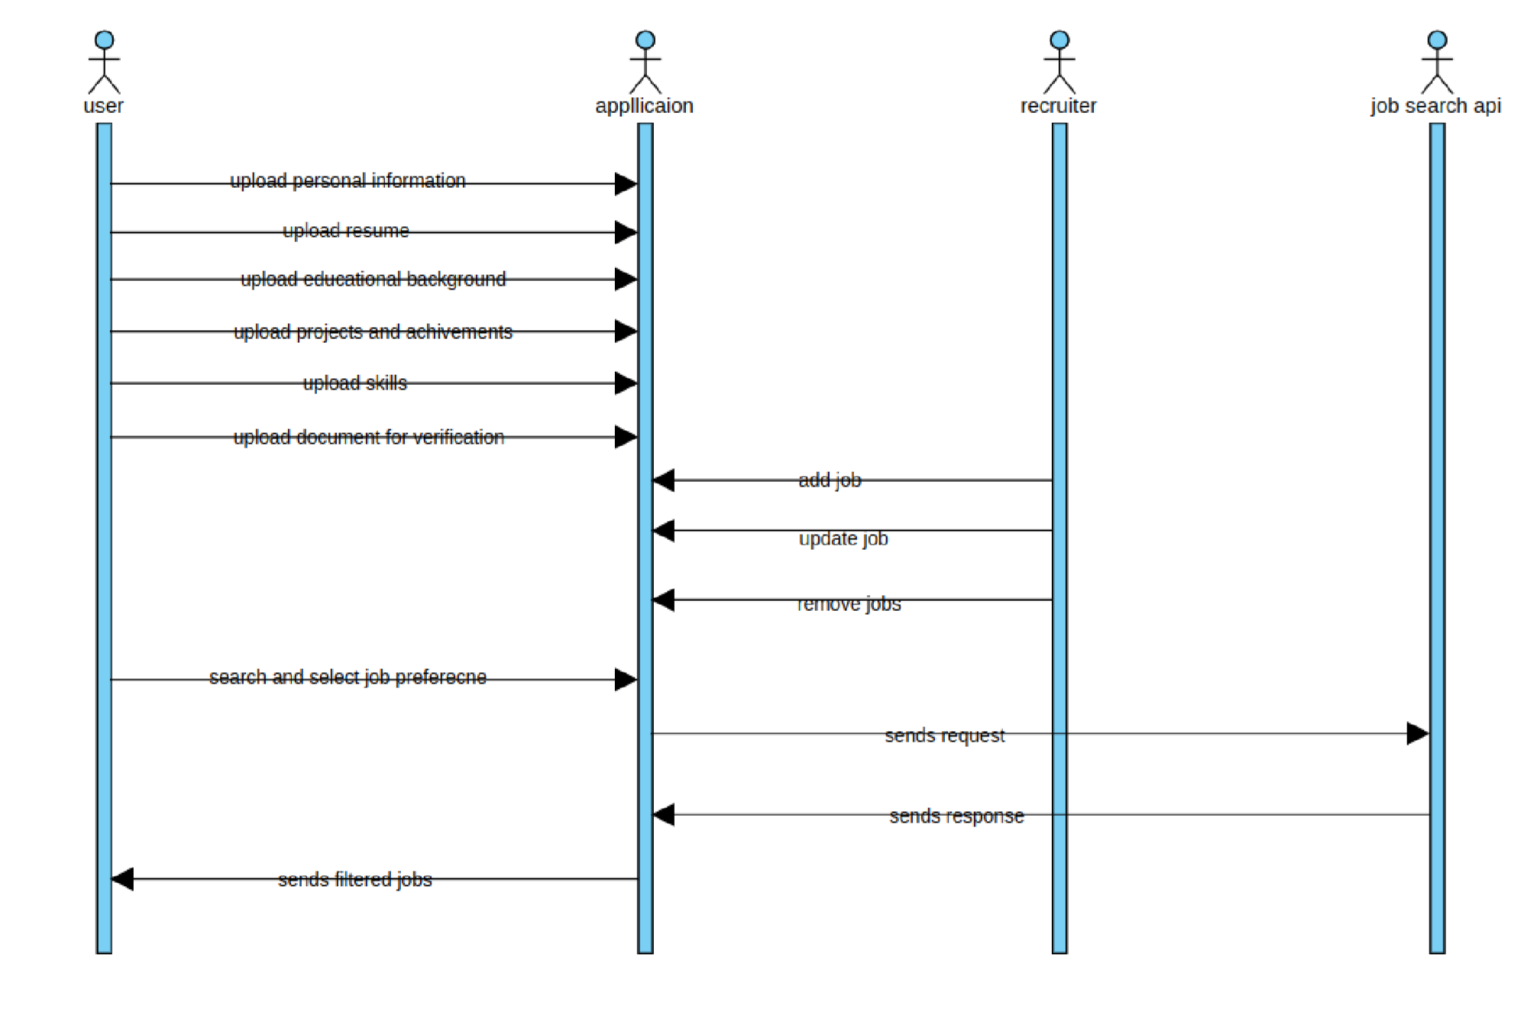 user
appllicaion
recruiter
job search api
upload personal information
upload resume
upload educational background
upload projects and achivements
upload skills
upload document for verification
add job
update job
remove jobs
search and select job preferecne
sends request
sends response
sends filtered jobs